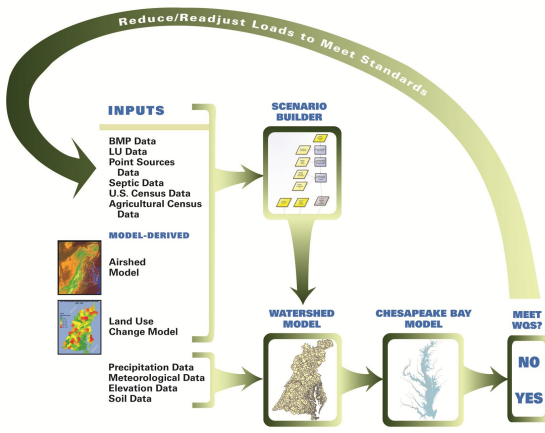 Reduce/Readjust Loads to Meet Standards
INPUTS
BMP Data
LU Data
Point Sources
Data
Septic Data
U.S. Census Data
Agricultural Census
Data
MODEL-DERIVED
Airshed
Model
Land Use
Change Model
Precipitation Data
Meteorological Data
Elevation Data
Soil Data
SCENARIO
BUILDER
WATERSHED
MODEL
CHESAPEAKE BAY
MODEL
MEET
WQS?
NO
YES